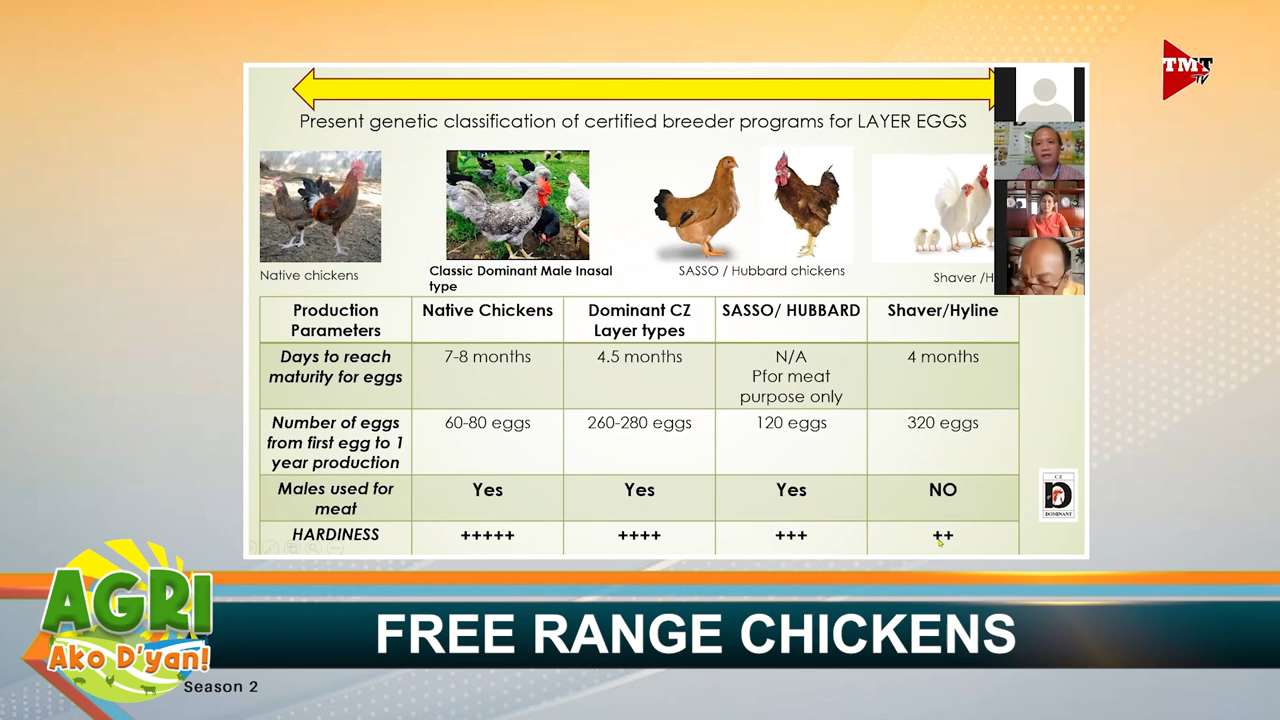 TMT
TV
Present genetic classification of certified breeder programs for LAYER EGGS
Native chickens
Classic Dominant Male Inasal
type
SASSO / Hubbard chickens
Shaver /H
Production
Parameters
Native Chickens
Dominant CZ
Layer types
SASSO/ HUBBARD
Shaver/Hyline
Days to reach
maturity for eggs
7-8 months
4.5 months
N/A
Pfor meat
purpose only
4 months
Number of eggs
from first egg to 1
year production
60-80 eggs
260-280 eggs
120 eggs
320 eggs
Males used for
meat
Yes
Yes
Yes
NO
HARDINESS
+++++
++++
+++
++
CZ
D
DOMINANT
AGRI
Ako D'yan!
Season 2
FREE RANGE CHICKENS